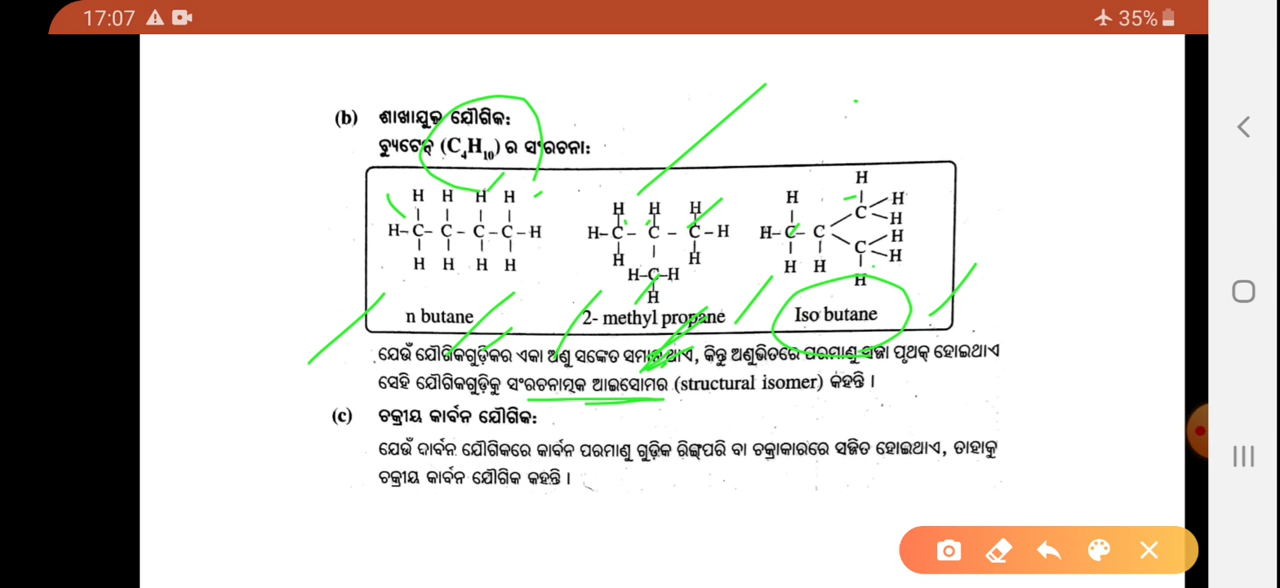 17:07
35%
(b) ଶାଖାଯୁକ୍ତ ଯୌଗିକ:
ବ୍ୟୁଟେନ୍ (C₄H₁₀) ର ସଂରଚନା:
H
H H H H H H H H H
H–C– C – C – C – H H–C – C – C – H H–C– C C H H
H H H H H H H H C H H
H–C–H
H H
n butane 2- methyl propane Iso butane
ଯେଉଁ ଯୌଗିକଗୁଡ଼ିକର ଏକା ଅଣୁ ସଙ୍କେତ ସମାନ ଥାଏ, କିନ୍ତୁ ଅଣୁଭିତରେ ପରମାଣୁ ସଜ୍ଜା ପୃଥକ୍ ହୋଇଥାଏ
ସେହି ଯୌଗିକଗୁଡ଼ିକୁ ସଂରଚନାତ୍ମକ ଆଇସୋମର (structural isomer) କହନ୍ତି ।
(c) ଚକ୍ରୀୟ କାର୍ବନ ଯୌଗିକ:
ଯେଉଁ ଦାର୍ବନ ଯୌଗିକରେ କାର୍ବନ ପରମାଣୁ ଗୁଡ଼ିକ ରିଙ୍ଗ୍‌ପରି ବା ଚକ୍ରାକାରରେ ସଜ୍ଜିତ ହୋଇଥାଏ, ତାହାକୁ
ଚକ୍ରୀୟ କାର୍ବନ ଯୌଗିକ କହନ୍ତି ।